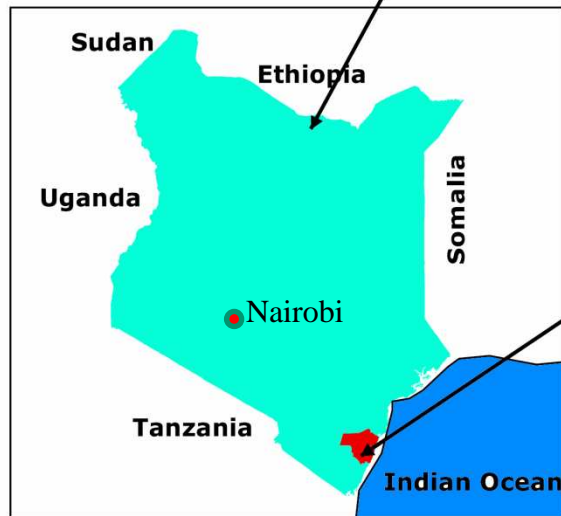 Sudan
Ethiopia
Uganda
Somalia
Nairobi
Tanzania
Indian Ocean